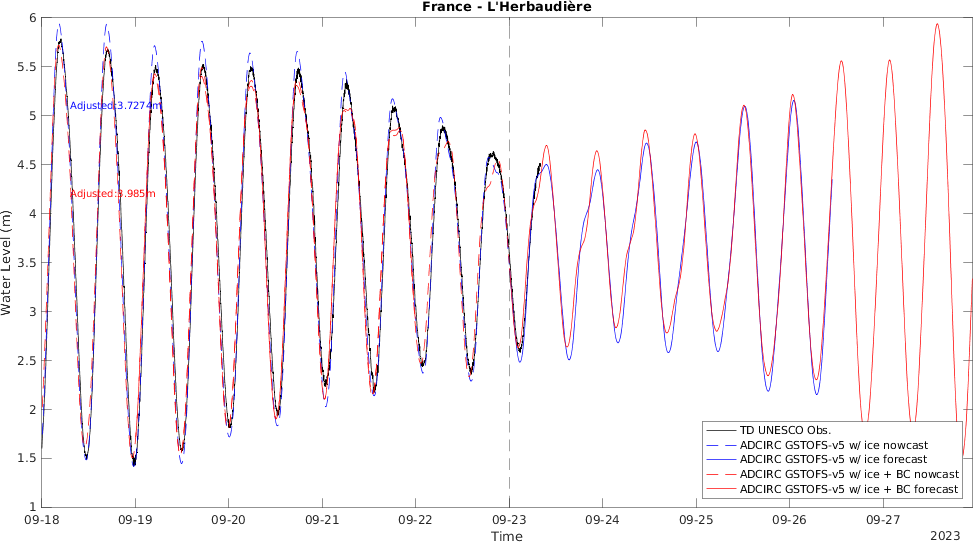 France - L'Herbaudière
6
5.5
5
4.5
4
3.5
3
2.5
2
1.5
1
Water Level (m)
Adjusted:3.7274m
Adjusted:3.985m
TD UNESCO Obs.
ADCIRC GSTOFS-v5 w/ ice nowcast
ADCIRC GSTOFS-v5 w/ ice forecast
ADCIRC GSTOFS-v5 w/ ice + BC nowcast
ADCIRC GSTOFS-v5 w/ ice + BC forecast
09-18 09-19 09-20 09-21 09-22 09-23 09-24 09-25 09-26 09-27
Time
2023